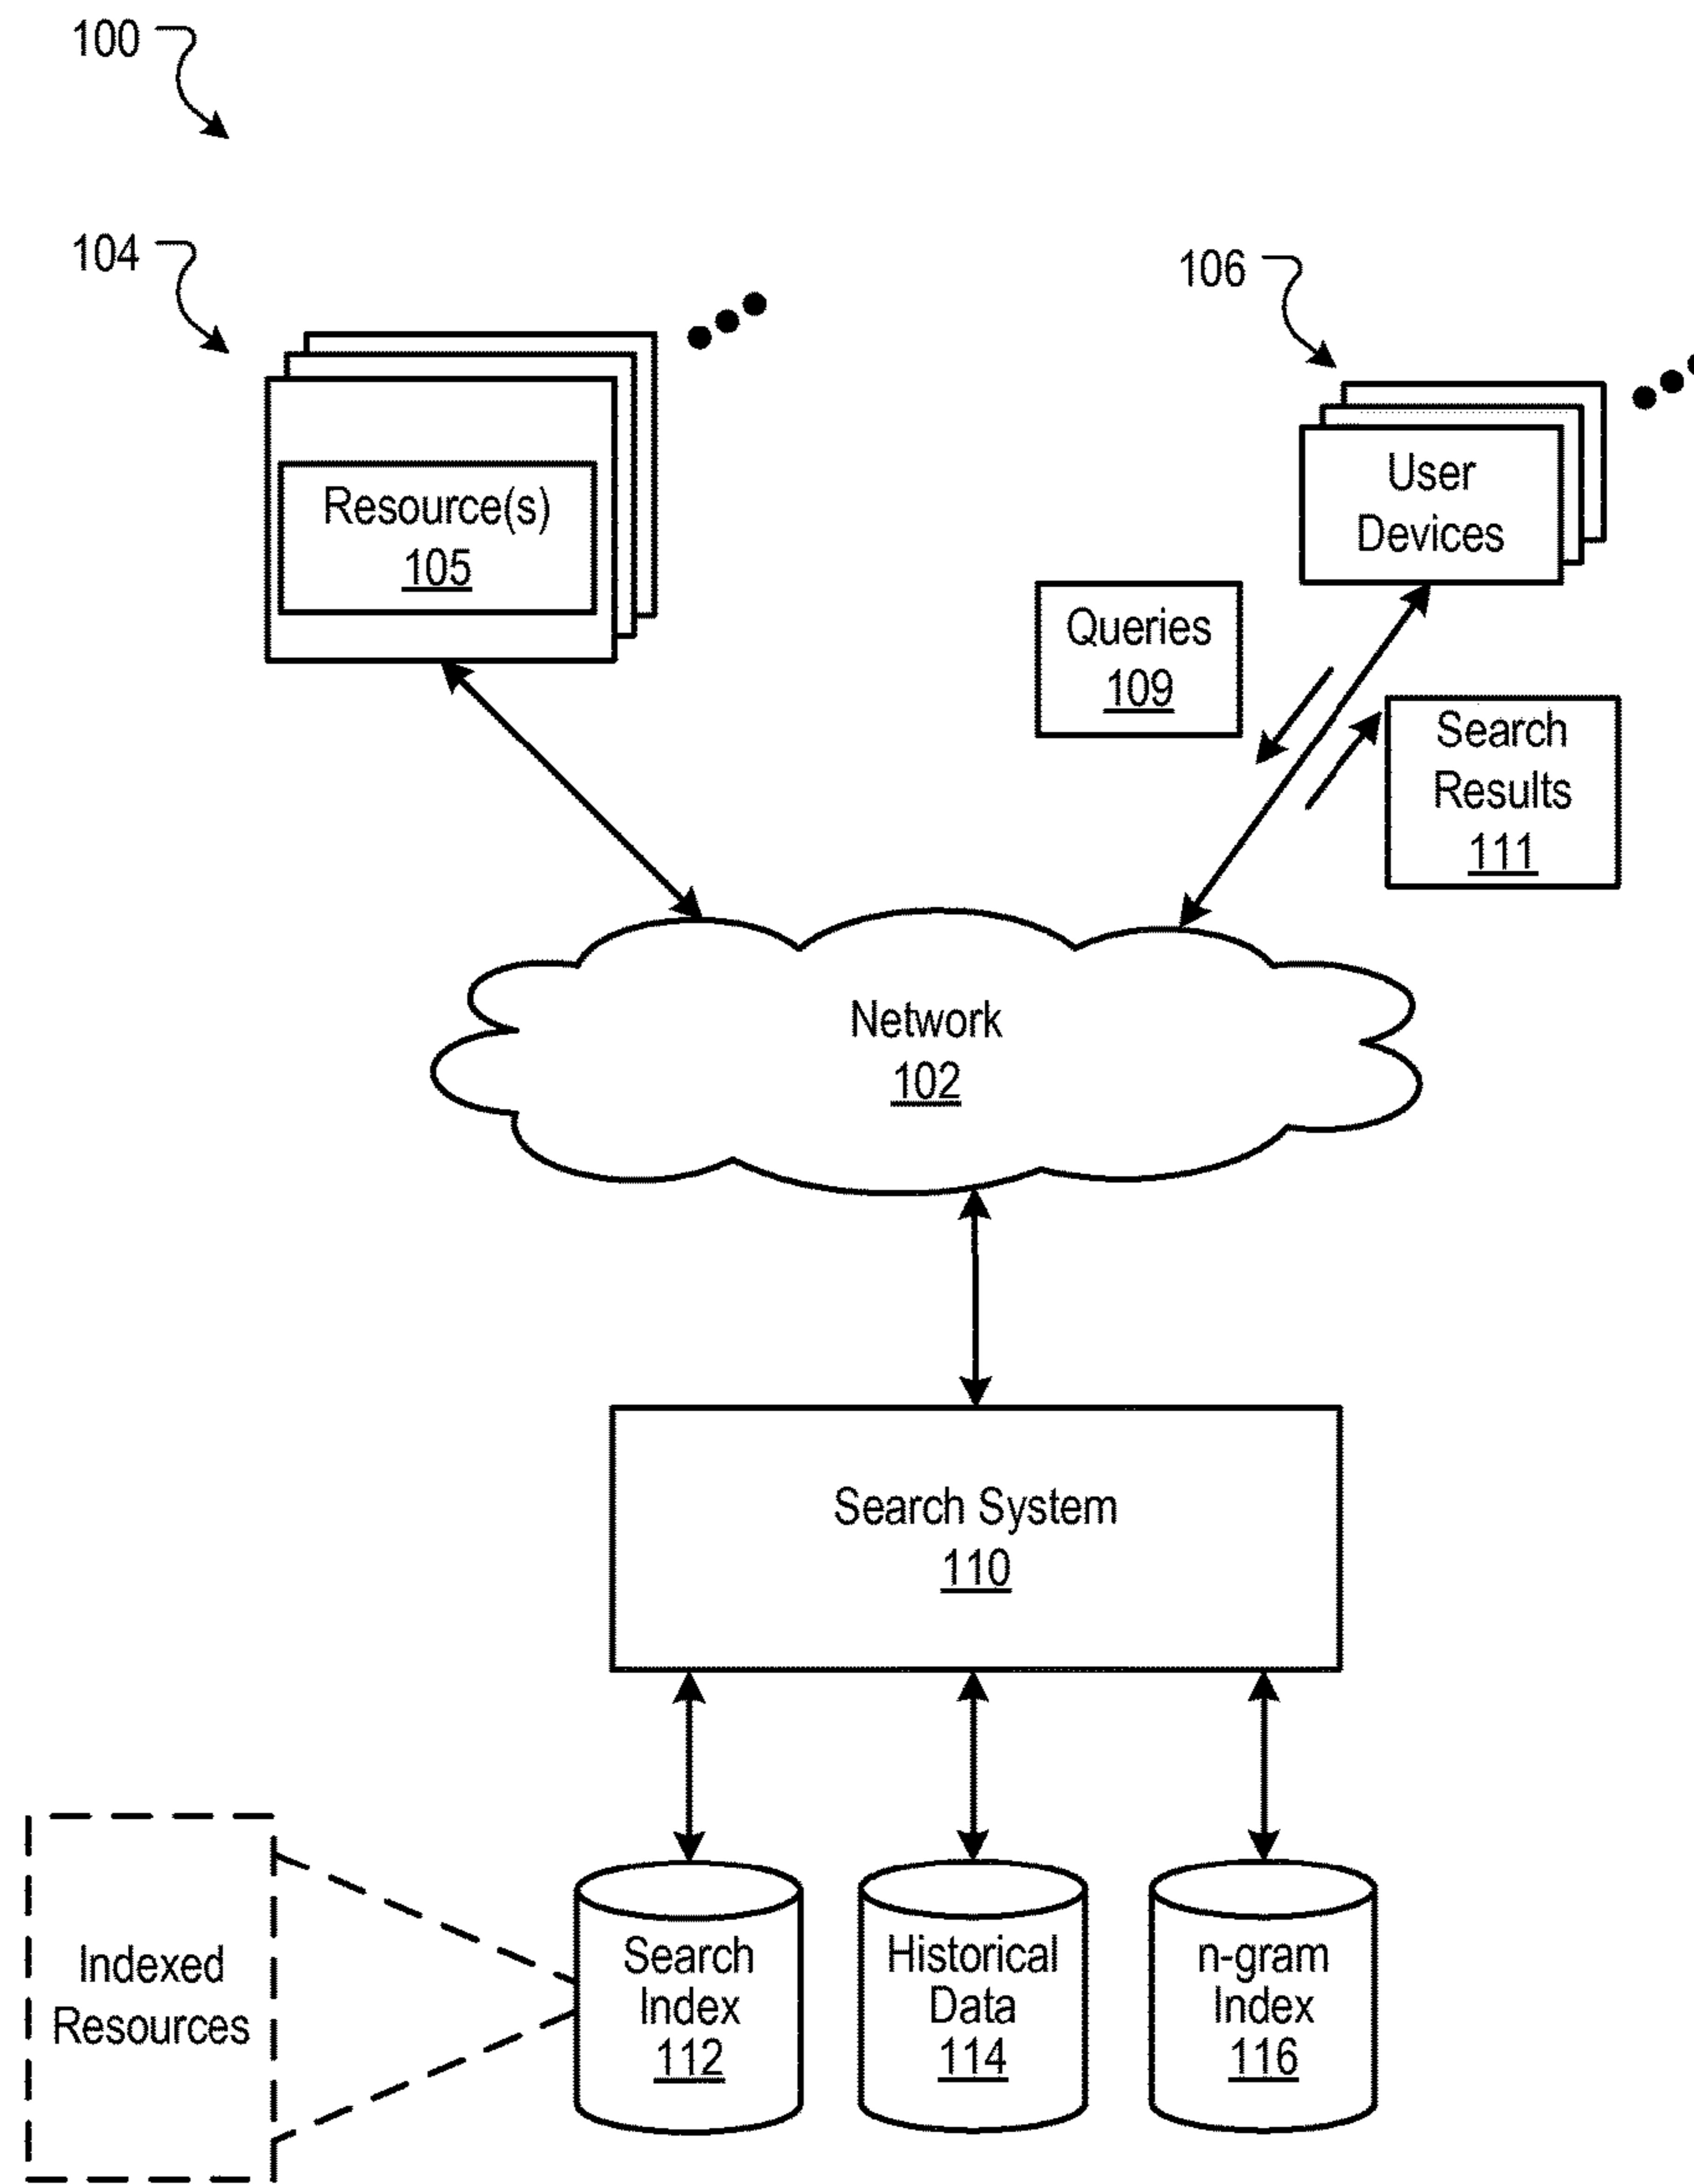 100
104
106
Resource(s)
105
User
Devices
Queries
109
Search
Results
111
Network
102
Search System
110
Indexed
Resources
Search
Index
112
Historical
Data
114
n-gram
Index
116